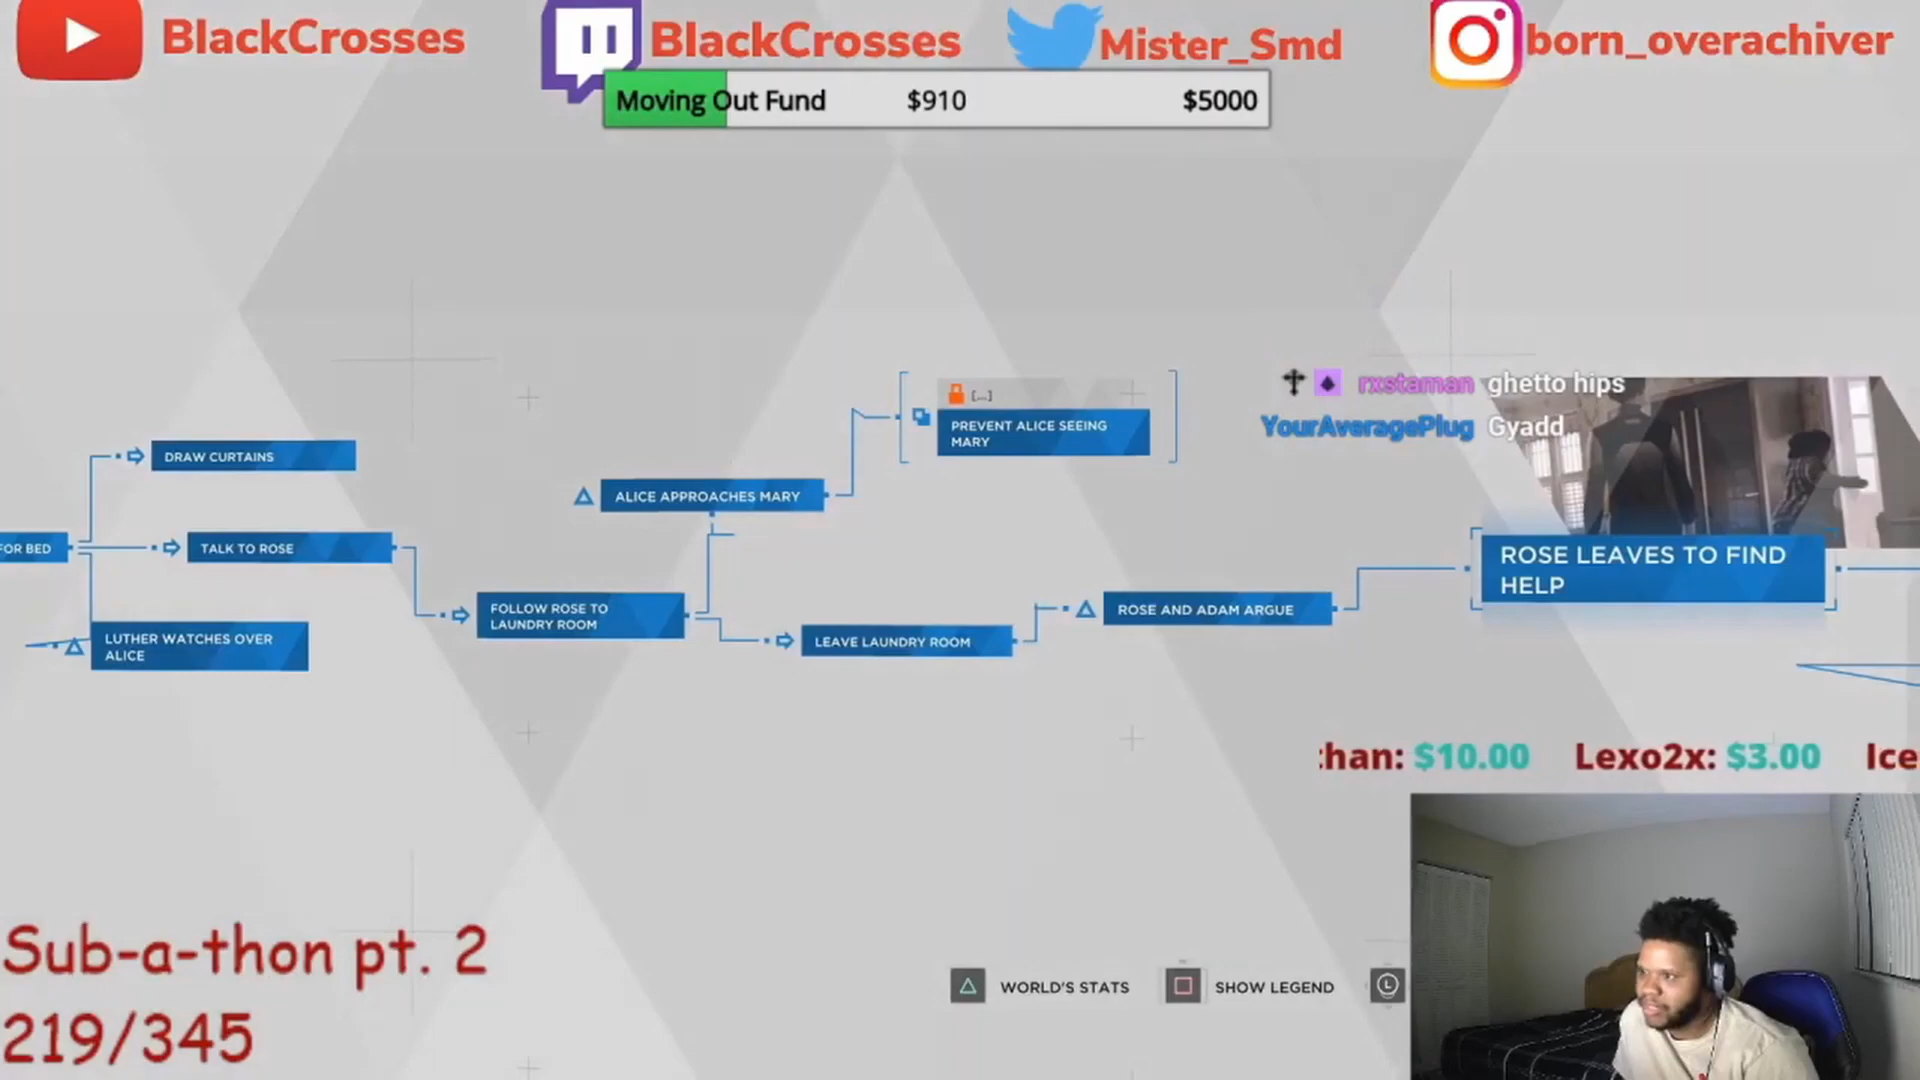 BlackCrosses
BlackCrosses
Mister_Smd
born_overachiver
Moving Out Fund $910 $5000
[...]
PREVENT ALICE SEEING
MARY
rxstaman ghetto hips
YourAveragePlug Gyadd
DRAW CURTAINS
ALICE APPROACHES MARY
FOR BED
TALK TO ROSE
ROSE LEAVES TO FIND
HELP
FOLLOW ROSE TO
LAUNDRY ROOM
ROSE AND ADAM ARGUE
LUTHER WATCHES OVER
ALICE
LEAVE LAUNDRY ROOM
than: $10.00 Lexo2x: $3.00 Ice
Sub-a-thon pt. 2
219/345
WORLD'S STATS
SHOW LEGEND
L